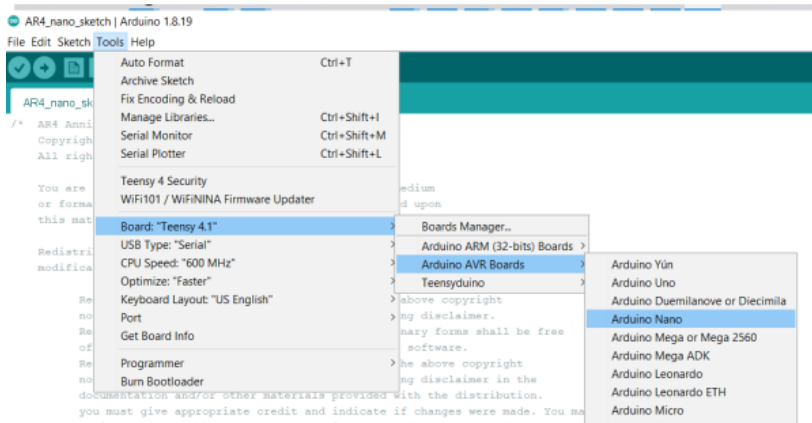 AR4_nano_sketch | Arduino 1.8.19
File Edit Sketch Tools Help
AR4_nano_sk
Auto Format Ctrl+T
Archive Sketch
Fix Encoding & Reload
Manage Libraries... Ctrl+Shift+I
Serial Monitor Ctrl+Shift+M
Serial Plotter Ctrl+Shift+L
Teensy 4 Security
WiFi101 / WiFiNINA Firmware Updater
Board: "Teensy 4.1"
USB Type: "Serial"
CPU Speed: "600 MHz"
Optimize: "Faster"
Keyboard Layout: "US English"
Port
Get Board Info
Programmer
Burn Bootloader
Boards Manager...
Arduino ARM (32-bits) Boards
Arduino AVR Boards
Teensyduino
Arduino Yún
Arduino Uno
Arduino Duemilanove or Diecimila
Arduino Nano
Arduino Mega or Mega 2560
Arduino Mega ADK
Arduino Leonardo
Arduino Leonardo ETH
Arduino Micro
/* AR4 Anni
Copyrigh
All righ
You are edium
or forma d upon
this mat
Redistri
modifica
Re above copyright
no ng disclaimer.
Re nary forms shall be free
of software.
Re he above copyright
no ng disclaimer in the
documentation and/or other materials provided with the distribution.
you must give appropriate credit and indicate if changes were made. You ma